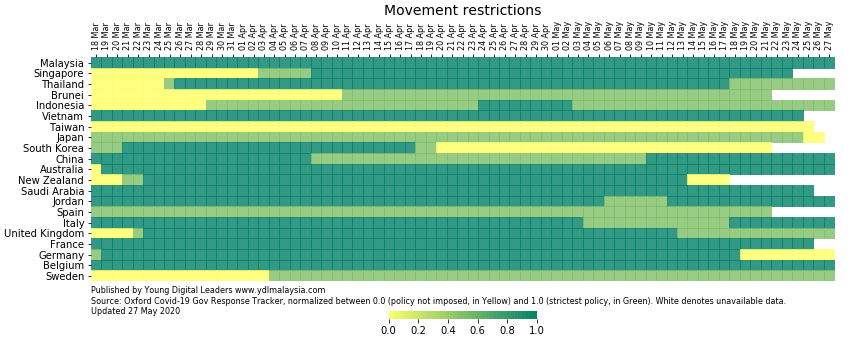 Movement restrictions
18 Mar
19 Mar
20 Mar
21 Mar
22 Mar
23 Mar
24 Mar
25 Mar
26 Mar
27 Mar
28 Mar
29 Mar
30 Mar
31 Mar
01 Apr
02 Apr
03 Apr
04 Apr
05 Apr
06 Apr
07 Apr
08 Apr
09 Apr
10 Apr
11 Apr
12 Apr
13 Apr
14 Apr
15 Apr
16 Apr
17 Apr
18 Apr
19 Apr
20 Apr
21 Apr
22 Apr
23 Apr
24 Apr
25 Apr
26 Apr
27 Apr
28 Apr
29 Apr
30 Apr
01 May
02 May
03 May
04 May
05 May
06 May
07 May
08 May
09 May
10 May
11 May
12 May
13 May
14 May
15 May
16 May
17 May
18 May
19 May
20 May
21 May
22 May
23 May
24 May
25 May
26 May
27 May
Malaysia
Singapore
Thailand
Brunei
Indonesia
Vietnam
Taiwan
Japan
South Korea
China
Australia
New Zealand
Saudi Arabia
Jordan
Spain
Italy
United Kingdom
France
Germany
Belgium
Sweden
Published by Young Digital Leaders www.ydlmalaysia.com
Source: Oxford Covid-19 Gov Response Tracker, normalized between 0.0 (policy not imposed, in Yellow) and 1.0 (strictest policy, in Green). White denotes unavailable data.
Updated 27 May 2020
0.0 0.2 0.4 0.6 0.8 1.0